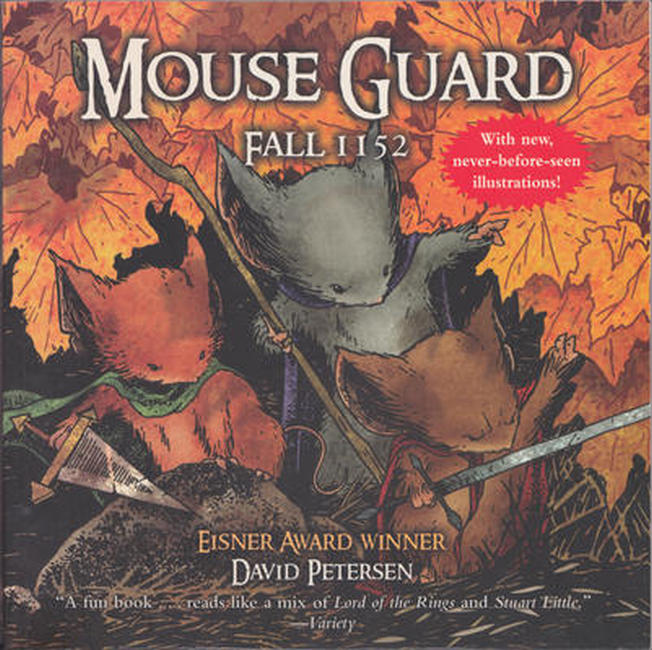 MOUSE GUARD
FALL 1152
With new,
never-before-seen
illustrations!
EISNER AWARD WINNER
DAVID PETERSEN
“A fun book . . . . reads like a mix of Lord of the Rings and Stuart Little.”
—Variety